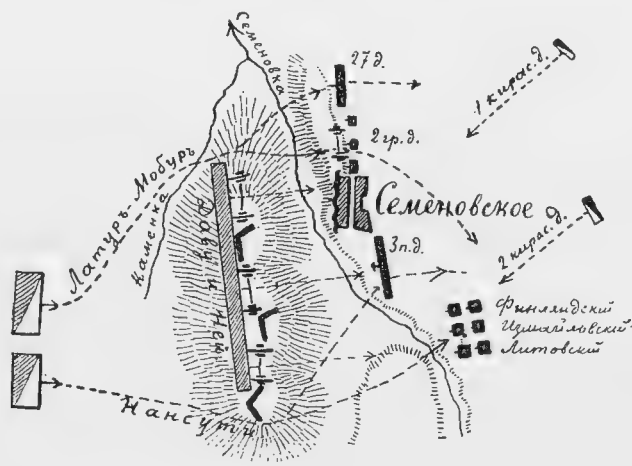 Семеновка
27 д.
1 кирас. д.
2 гр. д.
Латуръ-Мобуръ
Каменка
Даву и Ней
Семеновское
3 п. д.
2 кирас. д.
Финляндскій
Измайловскій
Литовскій
Нансути